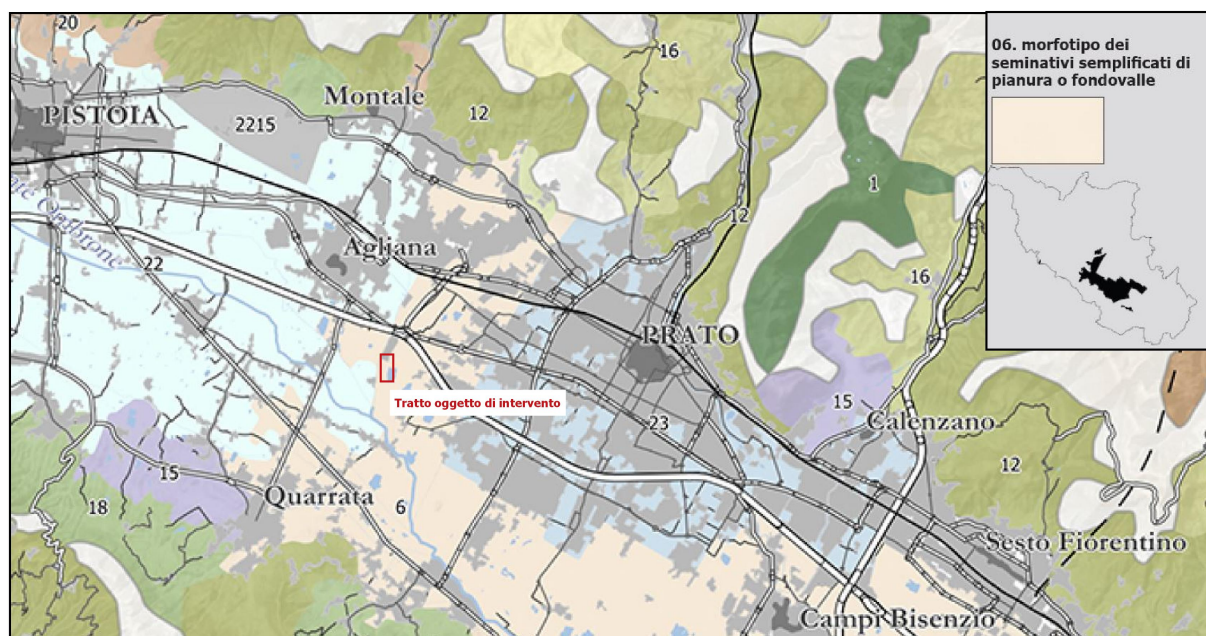 20
16
06. morfotipo dei
seminativi semplificati di
pianura o fondovalle
Montale
12
PISTOIA
2215
1
12
Agliana
22
16
PRATO
Tratto oggetto di intervento
15
Calenzano
23
12
15
Quarrata
18
6
Sesto Fiorentino
Campi Bisenzio